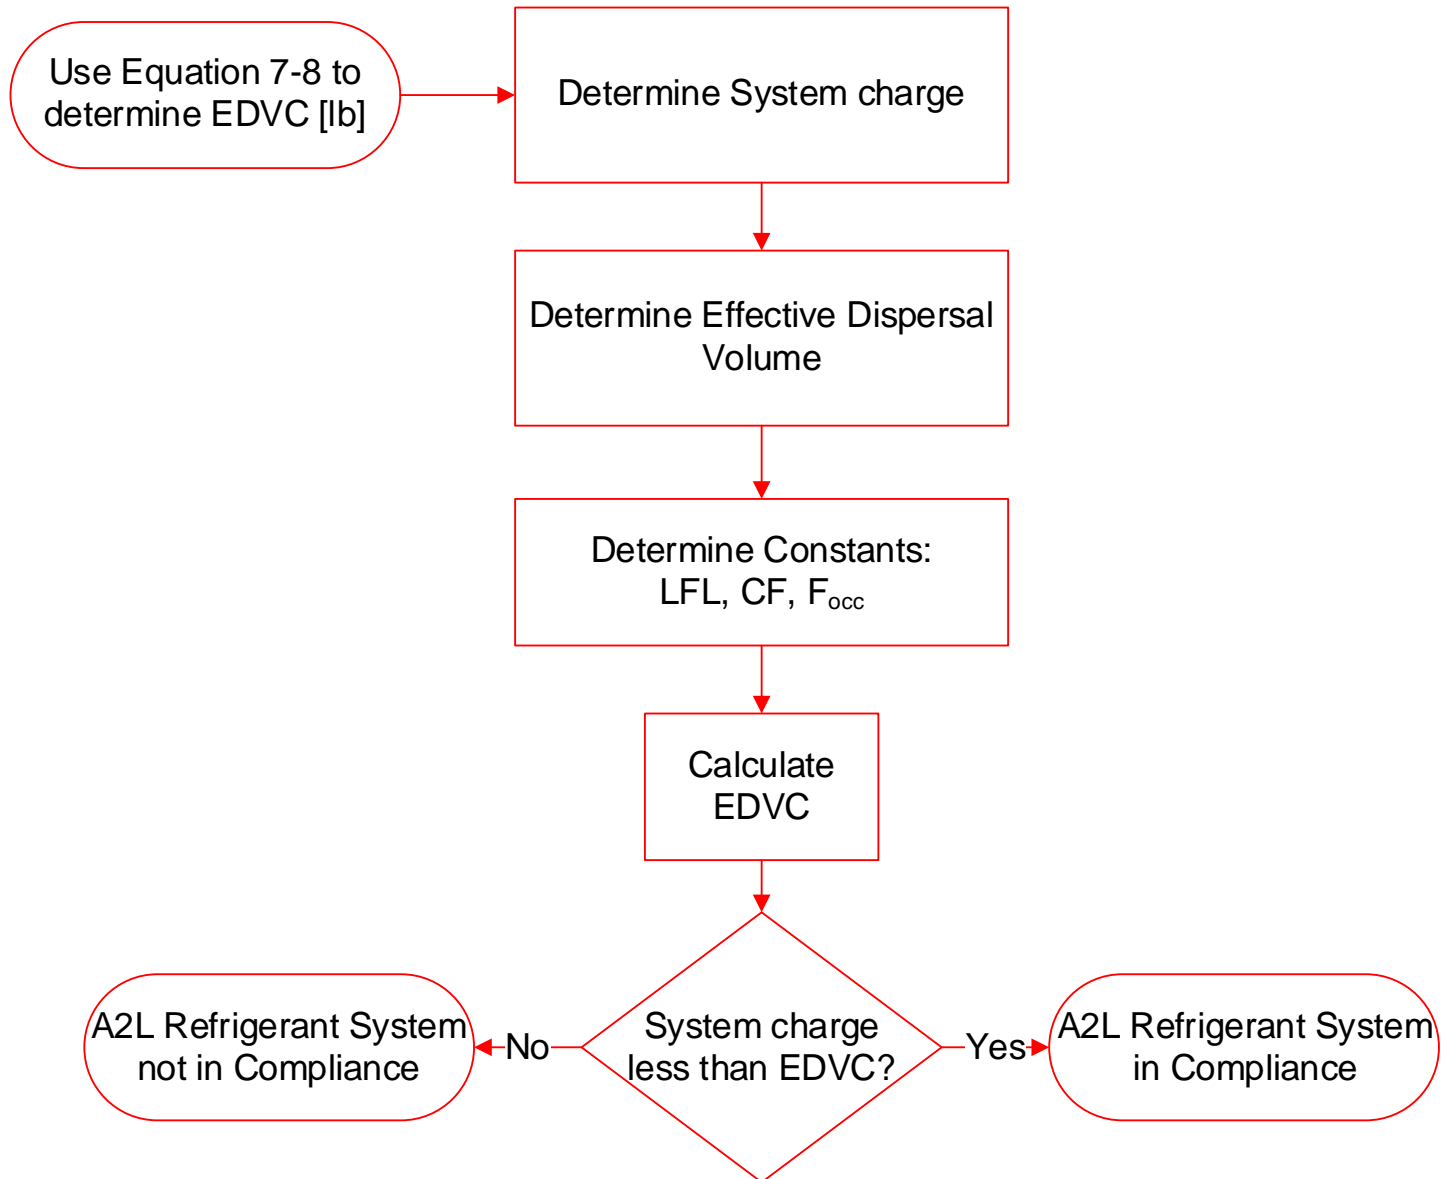 Use Equation 7-8 to
determine EDVC [lb]
Determine System charge
Determine Effective Dispersal
Volume
Determine Constants:
LFL, CF, Focc
Calculate
EDVC
System charge
less than EDVC?
No
A2L Refrigerant System
not in Compliance
Yes
A2L Refrigerant System
in Compliance